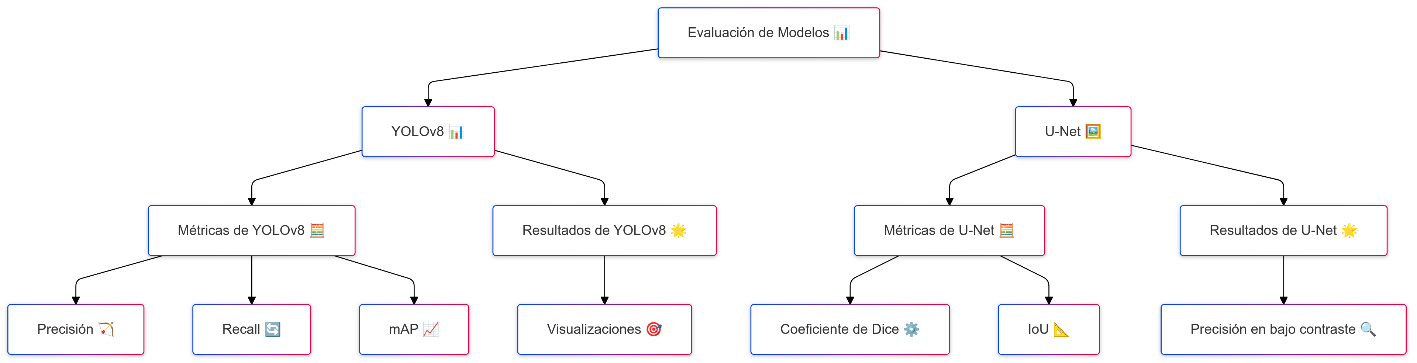 Evaluación de Modelos 📊
YOLOv8 📊
U-Net 🖼️
Métricas de YOLOv8 🧮
Resultados de YOLOv8 🌟
Métricas de U-Net 🧮
Resultados de U-Net 🌟
Precisión 🏹
Recall 🔄
mAP 📈
Visualizaciones 🎯
Coeficiente de Dice ⚙️
IoU 📐
Precisión en bajo contraste 🔍